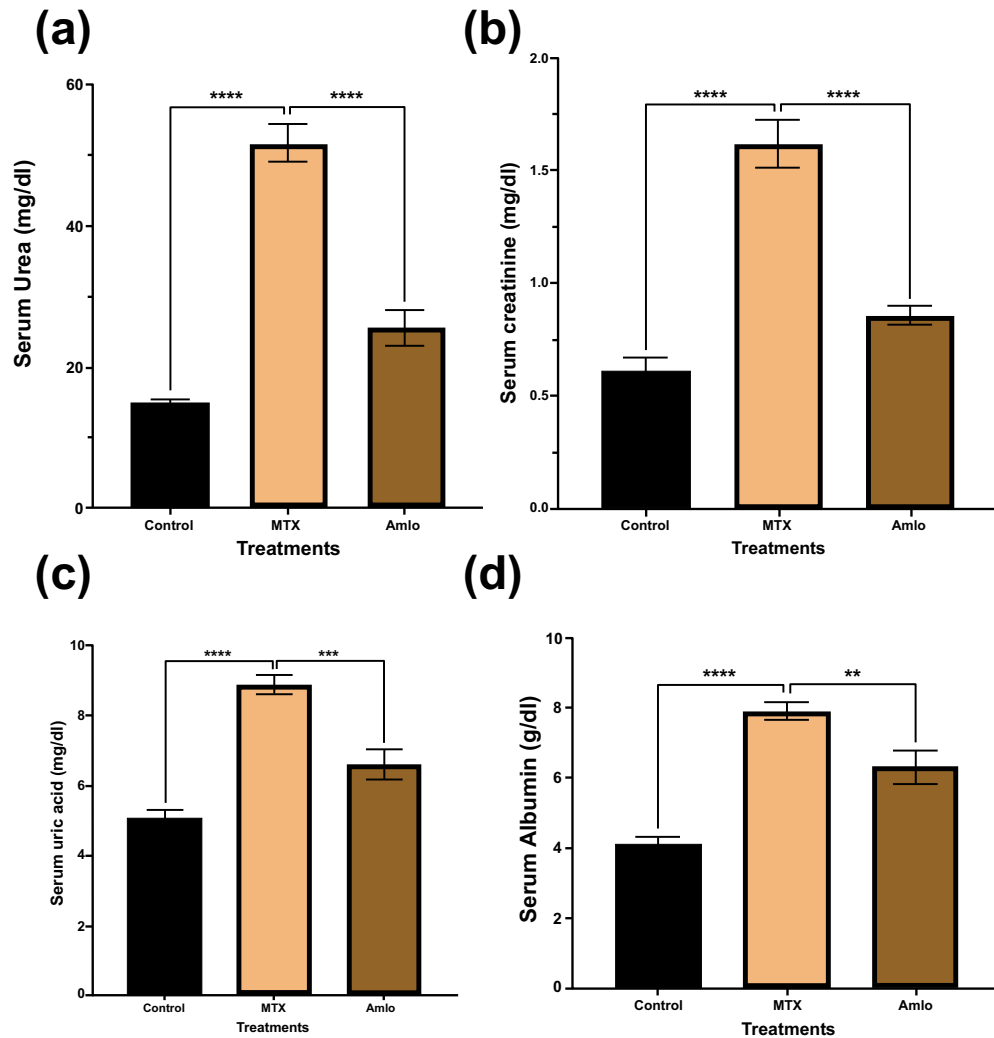 (a)
Serum Urea (mg/dl)
60
40
20
0
**** ****
Control MTX Amlo
Treatments
(b)
Serum creatinine (mg/dl)
2.0
1.5
1.0
0.5
0.0
**** ****
Control MTX Amlo
Treatments
(c)
Serum uric acid (mg/dl)
10
8
6
4
2
0
**** ***
Control MTX Amlo
Treatments
(d)
Serum Albumin (g/dl)
10
8
6
4
2
0
**** **
Control MTX Amlo
Treatments